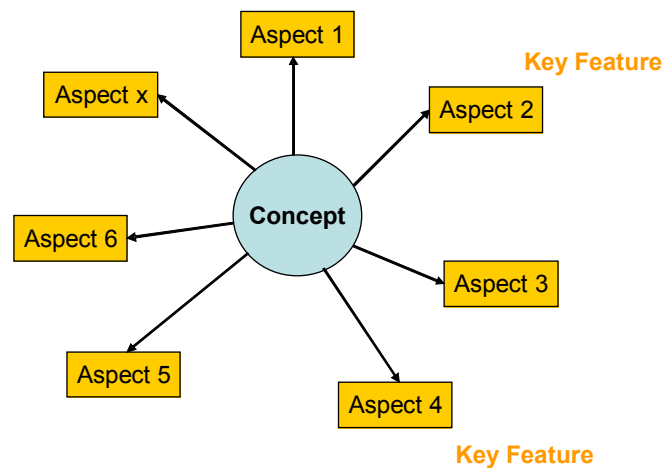 Aspect 1
Key Feature
Aspect x
Aspect 2
Concept
Aspect 6
Aspect 3
Aspect 5
Aspect 4
Key Feature